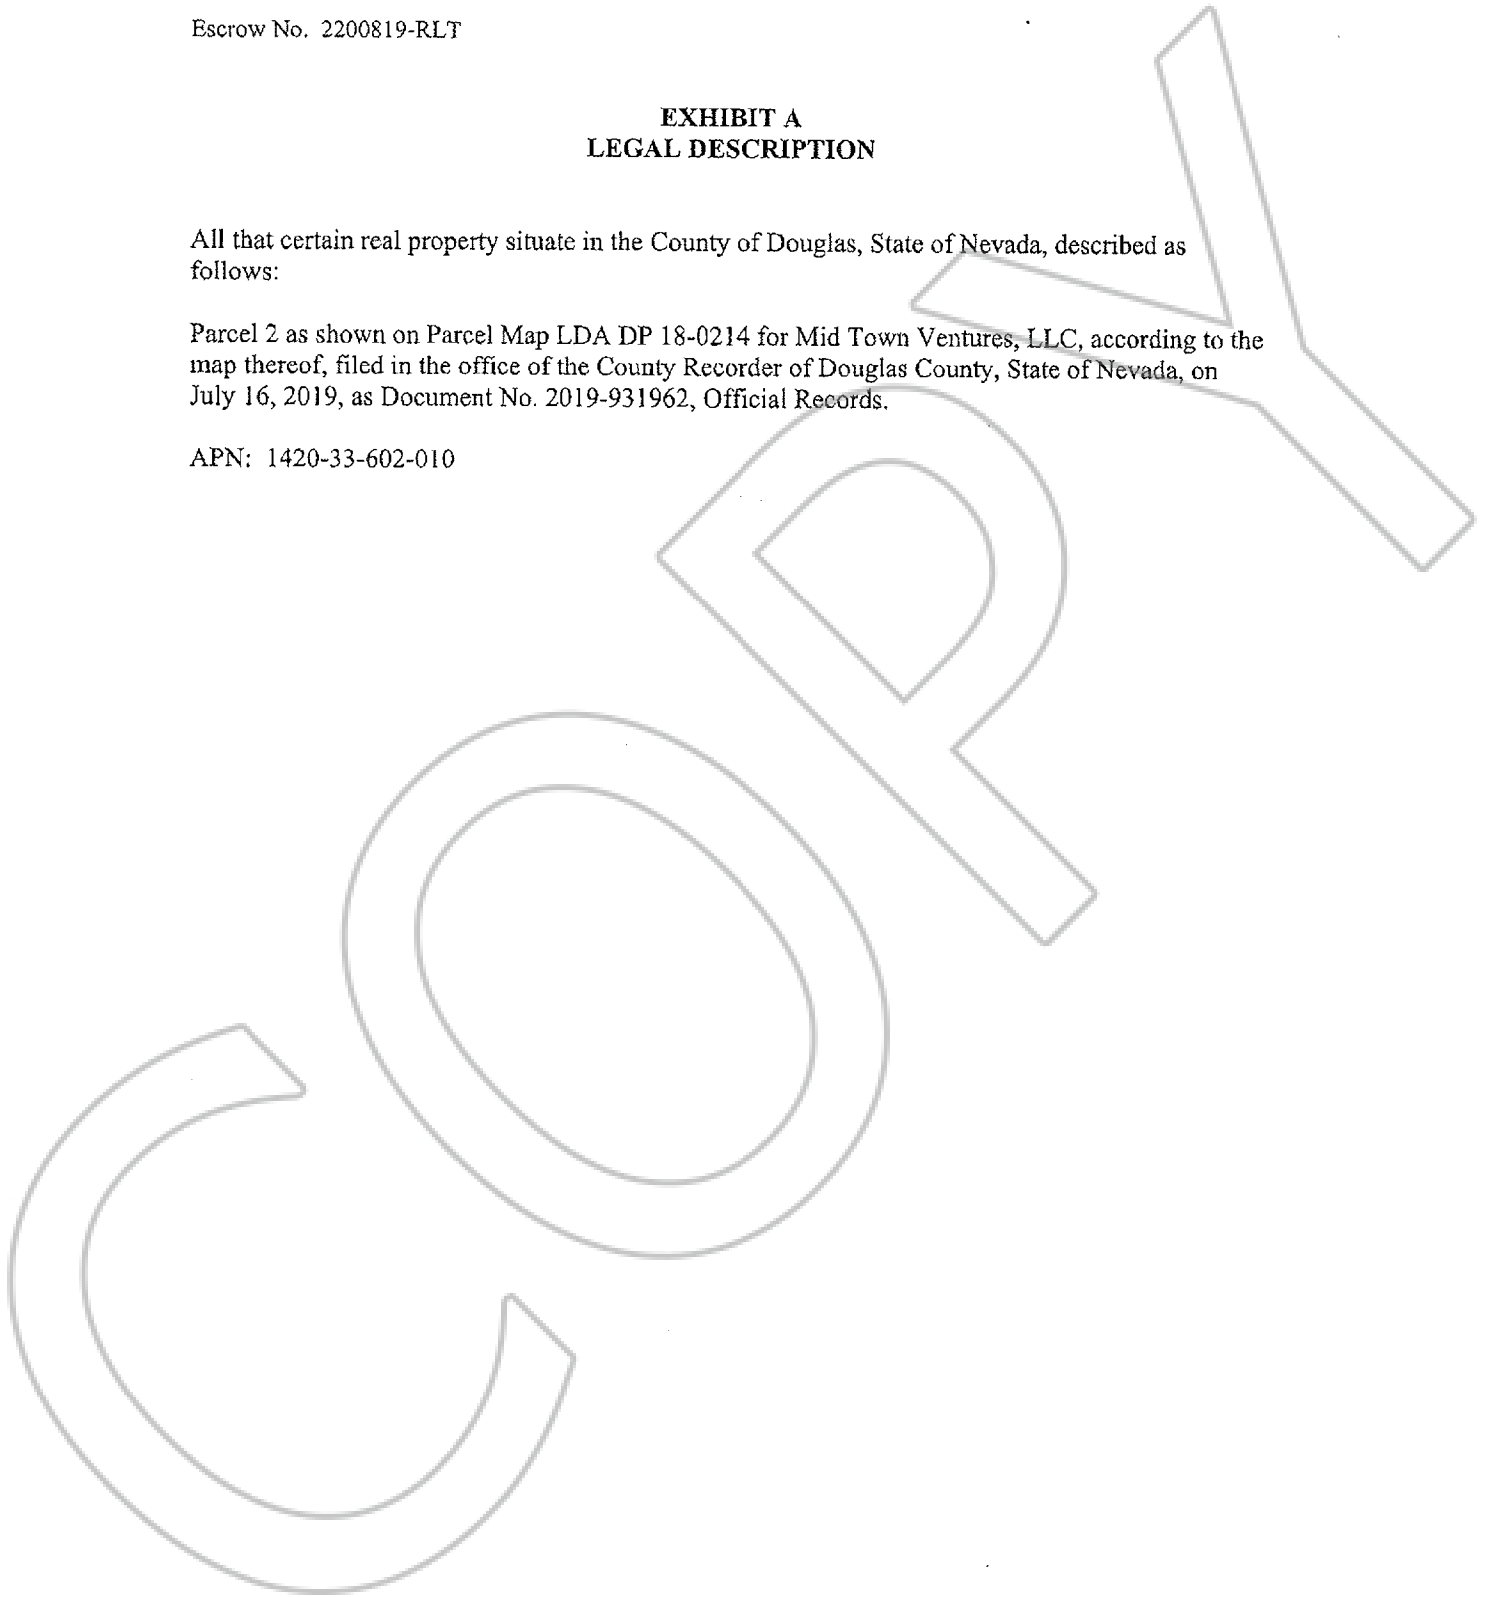 Escrow No. 2200819-RLT
EXHIBIT A
LEGAL DESCRIPTION
All that certain real property situate in the County of Douglas, State of Nevada, described as
follows:
Parcel 2 as shown on Parcel Map LDA DP 18-0214 for Mid Town Ventures, LLC, according to the
map thereof, filed in the office of the County Recorder of Douglas County, State of Nevada, on
July 16, 2019, as Document No. 2019-931962, Official Records.
APN: 1420-33-602-010
COPY